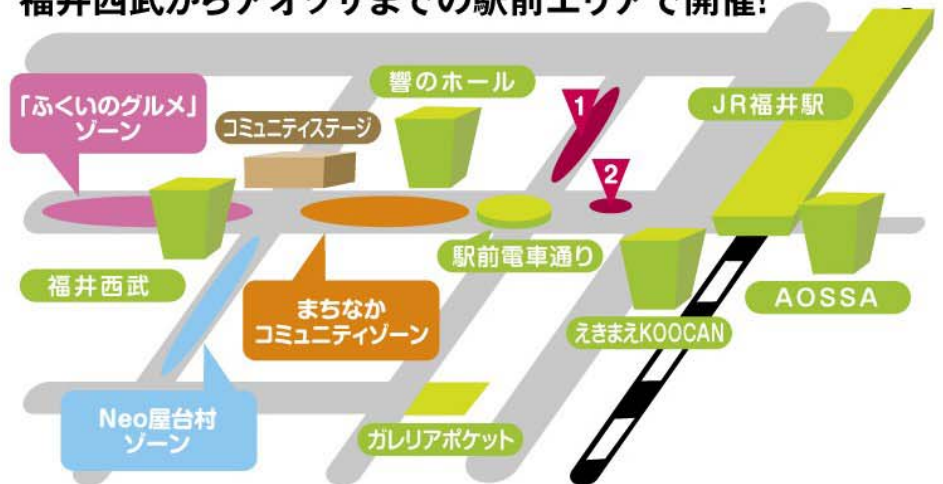 福井西武からアオッサまでの駅前エリアで開催!
「ふくいのグルメ」
ゾーン
コミュニティステージ
響のホール
1
JR福井駅
2
福井西武
駅前電車通り
まちなか
コミュニティゾーン
えきまえKOOCAN
AOSSA
Neo屋台村
ゾーン
ガレリアポケット